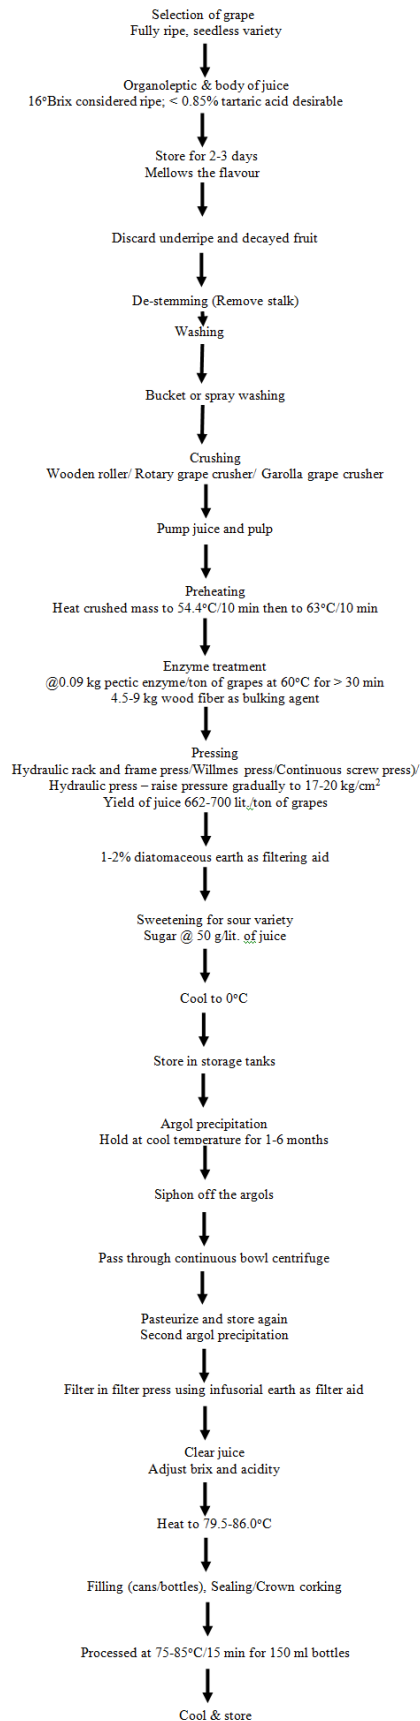 Selection of grape
Fully ripe, seedless variety
Organoleptic & body of juice
16°Brix considered ripe; < 0.85% tartaric acid desirable
Store for 2-3 days
Mellows the flavour
Discard underripe and decayed fruit
De-stemming (Remove stalk)
Washing
Bucket or spray washing
Crushing
Wooden roller/ Rotary grape crusher/ Garolla grape crusher
Pump juice and pulp
Preheating
Heat crushed mass to 54.4°C/10 min then to 63°C/10 min
Enzyme treatment
@0.09 kg pectic enzyme/ton of grapes at 60°C for > 30 min
4.5-9 kg wood fiber as bulking agent
Pressing
Hydraulic rack and frame press/Willmes press/Continuous screw press)/
Hydraulic press – raise pressure gradually to 17-20 kg/cm²
Yield of juice 662-700 lit./ton of grapes
1-2% diatomaceous earth as filtering aid
Sweetening for sour variety
Sugar @ 50 g/lit. of juice
Cool to 0°C
Store in storage tanks
Argol precipitation
Hold at cool temperature for 1-6 months
Siphon off the argols
Pass through continuous bowl centrifuge
Pasteurize and store again
Second argol precipitation
Filter in filter press using infusorial earth as filter aid
Clear juice
Adjust brix and acidity
Heat to 79.5-86.0°C
Filling (cans/bottles), Sealing/Crown corking
Processed at 75-85°C/15 min for 150 ml bottles
Cool & store